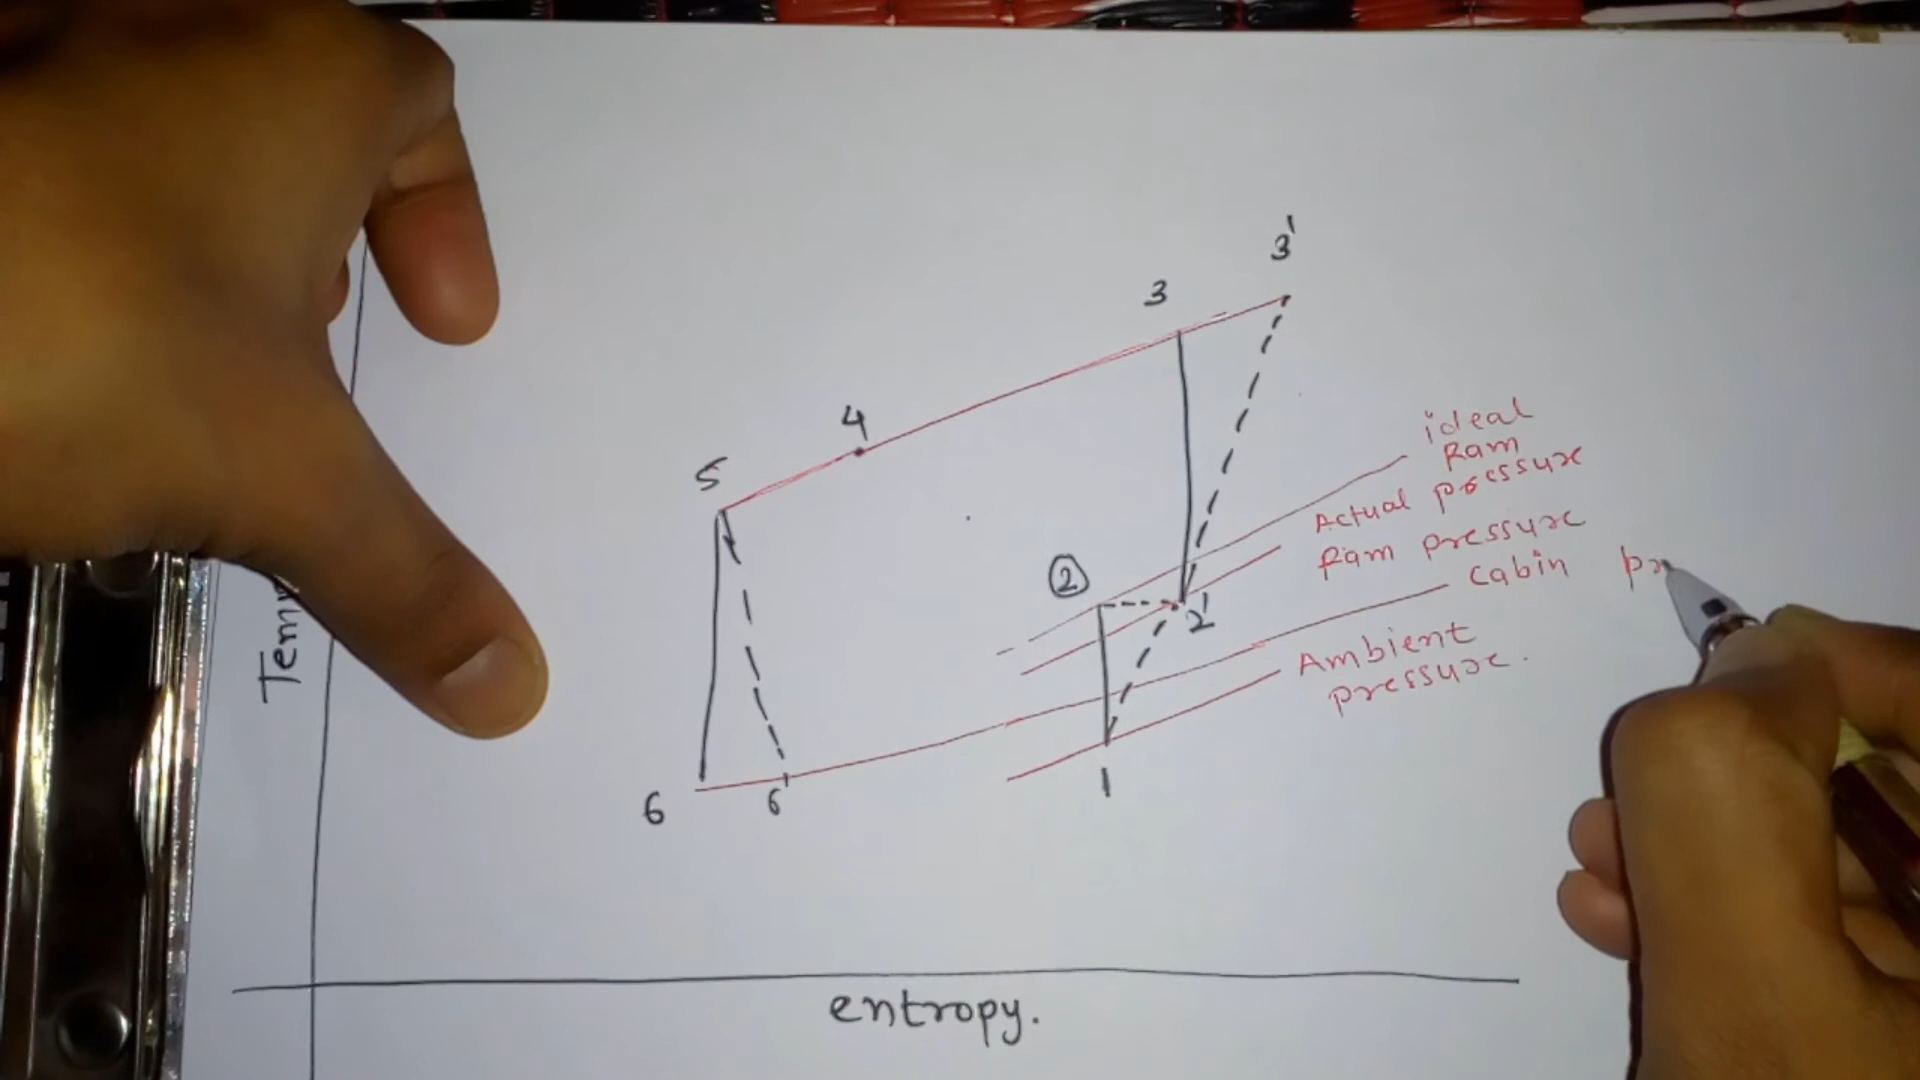 3'
3
4
5
ideal
Ram
pressure
Actual
Ram pressure
2
2'
cabin
Ambient
pressure.
1
6
6'
entropy.